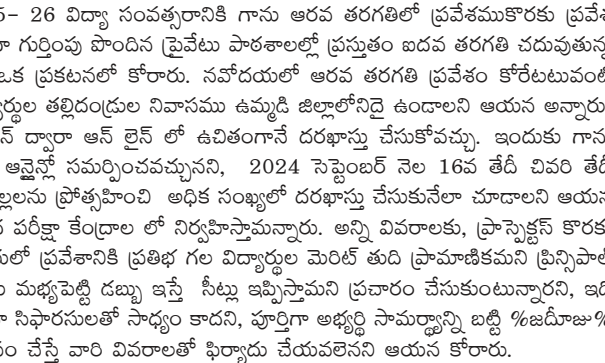 5- 26 విద్యా సంవత్సరానికి గాను ఆరవ తరగతిలో ప్రవేశముకొరకు ప్రవేశ
గుర్తింపు పొందిన ప్రైవేటు పాఠశాలల్లో ప్రస్తుతం ఐదవ తరగతి చదువుతున్న
ఒక ప్రకటనలో కోరారు. నవోదయలో ఆరవ తరగతి ప్రవేశం కోరేటటువంటి
ర్థుల తల్లిదండ్రుల నివాసము ఉమ్మడి జిల్లాలోనిదై ఉండాలని ఆయన అన్నారు
న్ ద్వారా ఆన్ లైన్ లో ఉచితంగానే దరఖాస్తు చేసుకోవచ్చు. ఇందుకు గాను
ఆన్లైన్లో సమర్పించవచ్చునని, 2024 సెప్టెంబర్ నెల 16వ తేదీ చివరి తేదీ
ల్లలను ప్రోత్సహించి అధిక సంఖ్యలో దరఖాస్తు చేసుకునేలా చూడాలని ఆయన
పరీక్షా కేంద్రాల లో నిర్వహిస్తామన్నారు. అన్ని వివరాలకు, ప్రాస్పెక్టస్ కొరకు
లో ప్రవేశానికి ప్రతిభ గల విద్యార్థుల మెరిట్ తుది ప్రామాణికమని ప్రిన్సిపాల్
మభ్యపెట్టి డబ్బు ఇస్తే సీట్లు ఇప్పిస్తామని ప్రచారం చేసుకుంటున్నారని, ఇది
సిఫారసులతో సాధ్యం కాదని, పూర్తిగా అభ్యర్థి సామర్థ్యాన్ని బట్టి %జదీూజు%
ం చేస్తే వారి వివరాలతో ఫిర్యాదు చేయవలెనని ఆయన కోరారు.